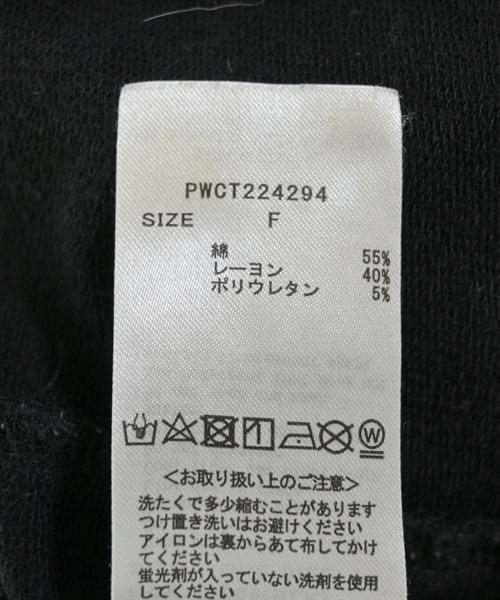 PWCT224294
SIZE F
綿 55%
レーヨン 40%
ポリウレタン 5%
W
<お取り扱い上のご注意>
洗たくで多少縮むことがあります
つけ置き洗いはお避けください
アイロンは裏からあて布してかけ
てください
蛍光剤が入っていない洗剤を使用
してください